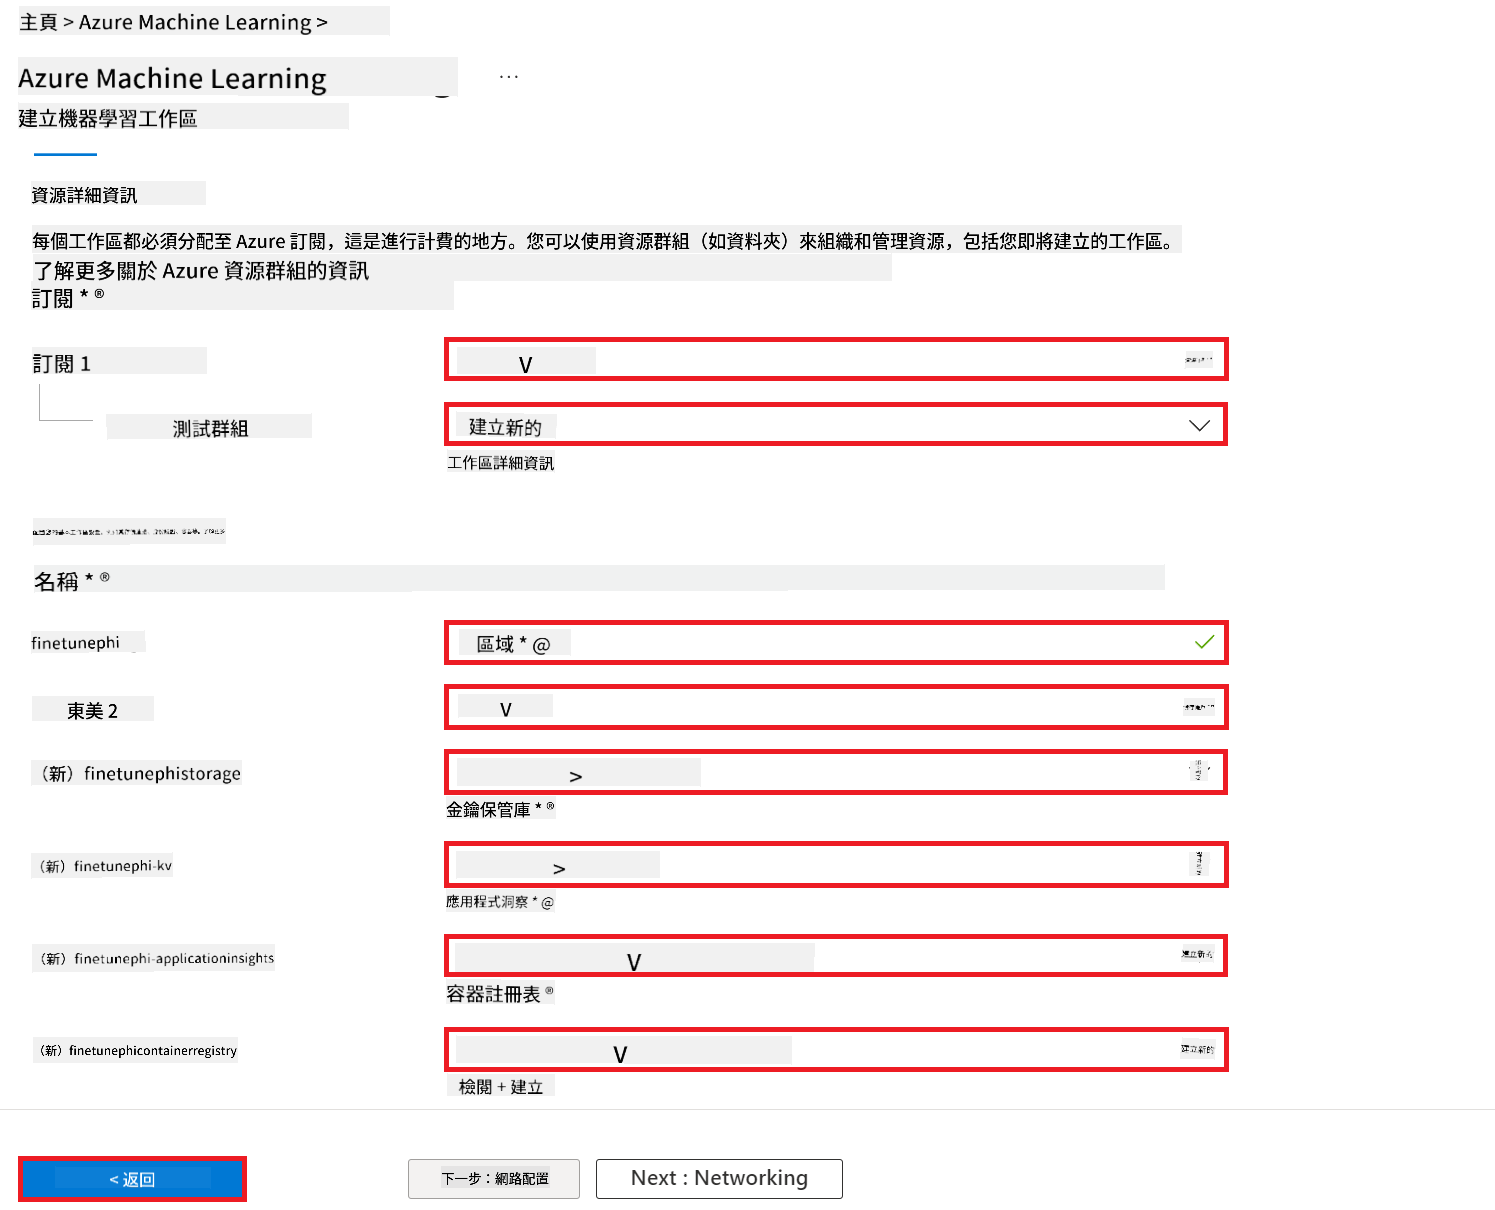 主頁 > Azure Machine Learning >
Azure Machine Learning
...
建立機器學習工作區
資源詳細資訊
每個工作區都必須分配至 Azure 訂閱，這是進行計費的地方。您可以使用資源群組（如資料夾）來組織和管理資源，包括您即將建立的工作區。
了解更多關於 Azure 資源群組的資訊
訂閱 * ®
訂閱 1
V
測試群組
建立新的
工作區詳細資訊
名稱 * ®
finetunephi
區域 * @
東美 2
V
（新）finetunephistorage
>
金鑰保管庫 * ®
（新）finetunephi-kv
>
應用程式洞察 * @
（新）finetunephi-applicationinsights
V
建立新的
容器註冊表 ®
（新）finetunephicontainerregistry
V
建立新的
檢閱 + 建立
< 返回
下一步：網路配置
Next : Networking